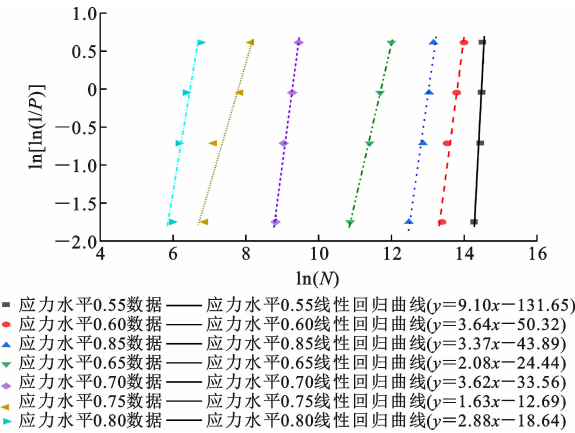 1.0
0.5
0
−0.5
−1.0
−1.5
−2.0
ln[ln(1/P)]
4 6 8 10 12 14 16
ln(N)
应力水平0.55数据 应力水平0.55线性回归曲线(y=9.10x−131.65)
应力水平0.60数据 应力水平0.60线性回归曲线(y=3.64x−50.32)
应力水平0.85数据 应力水平0.85线性回归曲线(y=3.37x−43.89)
应力水平0.65数据 应力水平0.65线性回归曲线(y=2.08x−24.44)
应力水平0.70数据 应力水平0.70线性回归曲线(y=3.62x−33.56)
应力水平0.75数据 应力水平0.75线性回归曲线(y=1.63x−12.69)
应力水平0.80数据 应力水平0.80线性回归曲线(y=2.88x−18.64)